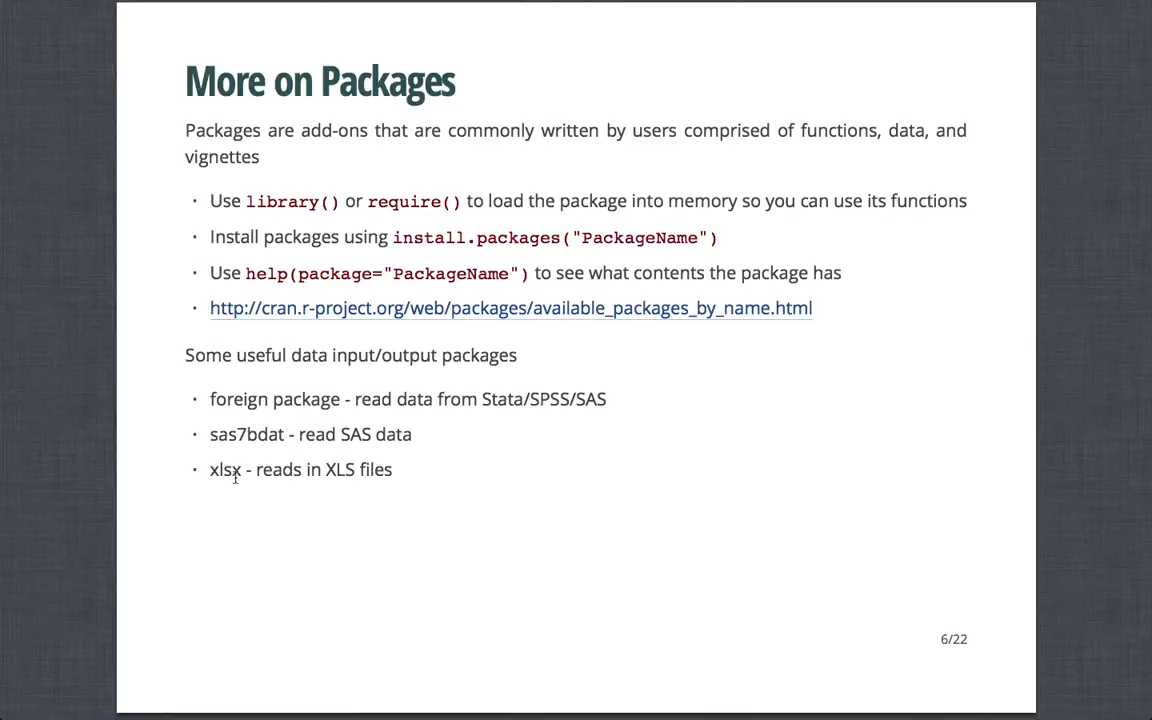 More on Packages
Packages are add-ons that are commonly written by users comprised of functions, data, and
vignettes
· Use library() or require() to load the package into memory so you can use its functions
· Install packages using install.packages("PackageName")
· Use help(package="PackageName") to see what contents the package has
· http://cran.r-project.org/web/packages/available_packages_by_name.html
Some useful data input/output packages
· foreign package - read data from Stata/SPSS/SAS
· sas7bdat - read SAS data
· xlsx - reads in XLS files
6/22